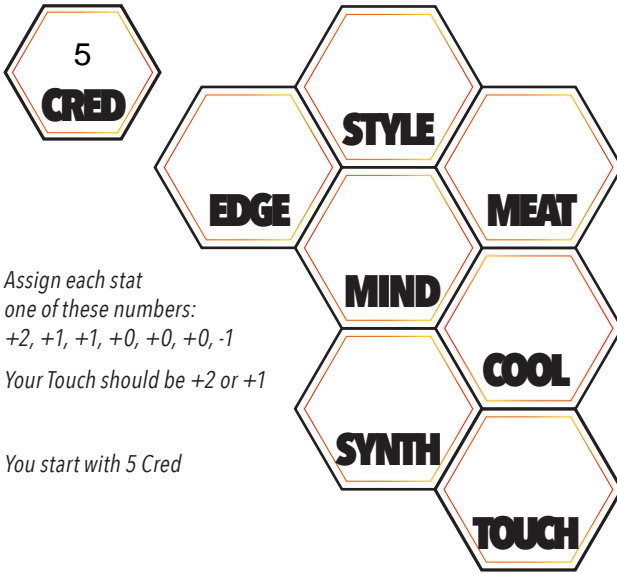 5
CRED
STYLE
EDGE
MEAT
MIND
COOL
SYNTH
TOUCH
Assign each stat
one of these numbers:
+2, +1, +1, +0, +0, +0, -1
Your Touch should be +2 or +1
You start with 5 Cred